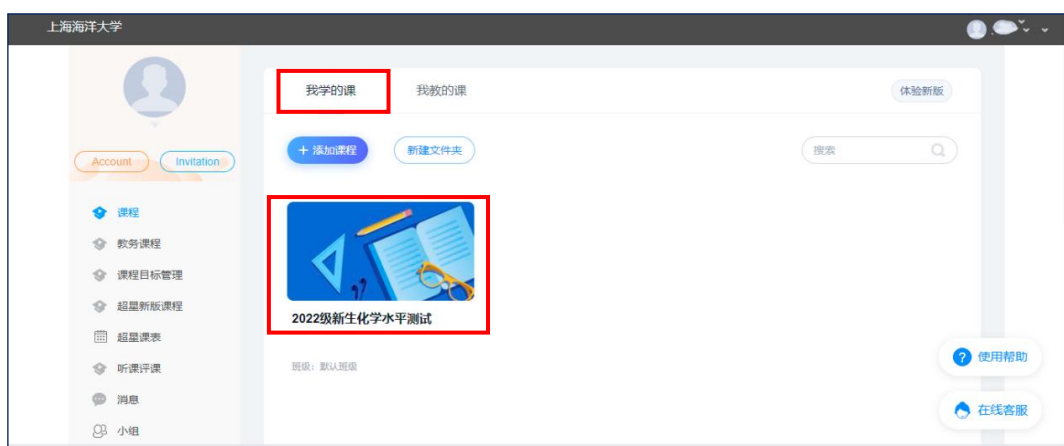 上海海洋大学
Account
Invitation
课程
教务课程
课程目标管理
超星新版课程
超星课表
听课评课
消息
小组
我学的课
我教的课
体验新版
+ 添加课程
新建文件夹
搜索
2022级新生化学水平测试
班级：默认班级
使用帮助
在线客服